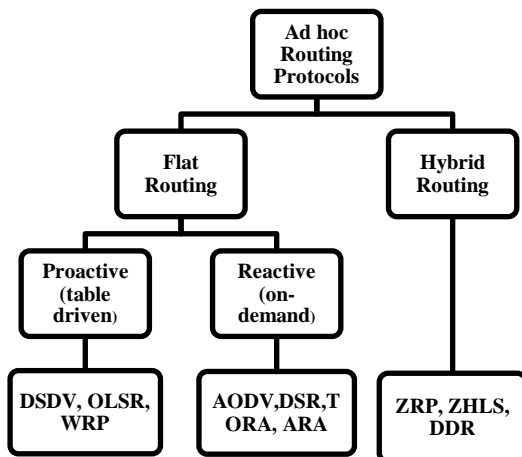 Ad hoc
Routing
Protocols
Flat
Routing
Hybrid
Routing
Proactive
(table
driven)
Reactive
(on-
demand)
DSDV, OLSR,
WRP
AODV,DSR,T
ORA, ARA
ZRP, ZHLS,
DDR